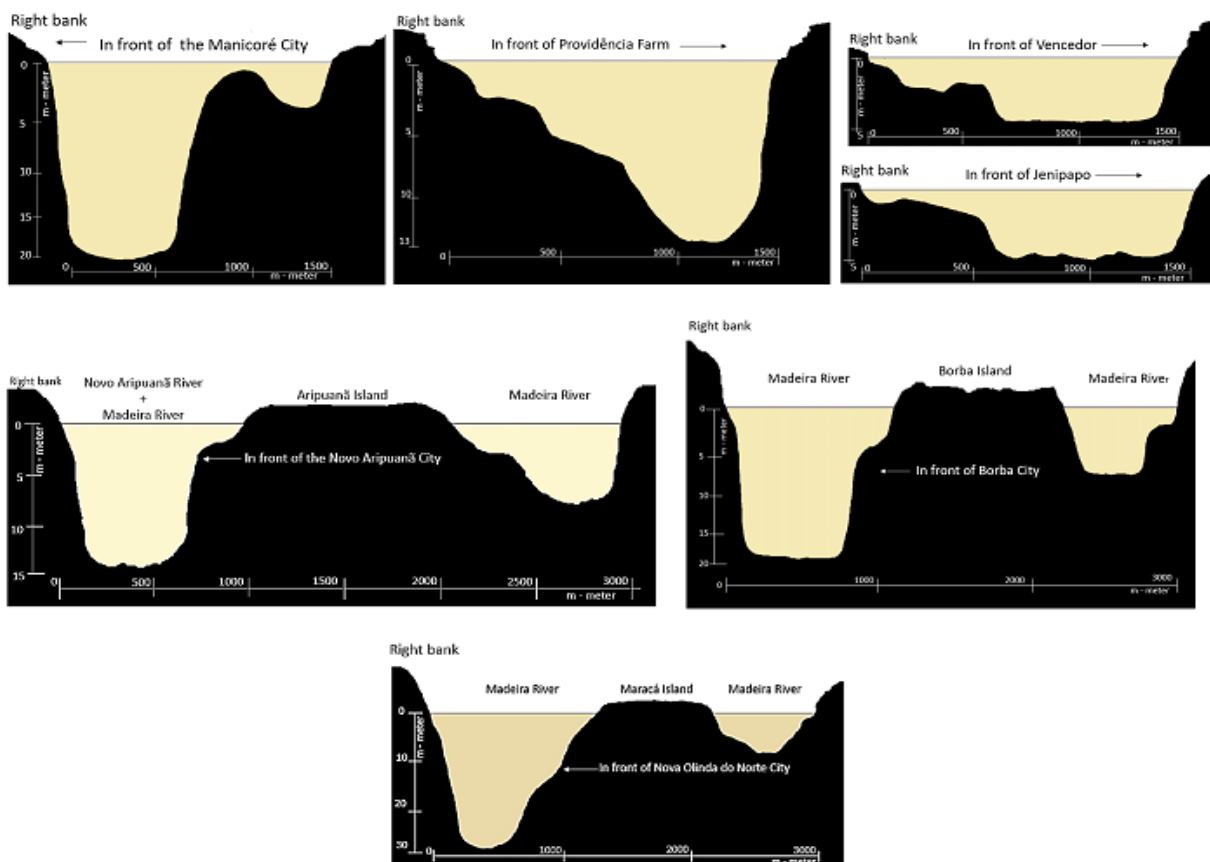 Right bank
In front of the Manicoré City
0
5
10
15
20
m - meter
0 500 1000 1500
m - meter
Right bank
In front of Providência Farm
0
5
10
m - meter
0 500 1000 1500
m - meter
Right bank
In front of Vencedor
0
5
m - meter
0 500 1000 1500
m - meter
Right bank
In front of Jenipapo
0
5
m - meter
0 500 1000 1500
m - meter
Right bank
Novo Aripuanã River
+
Madeira River
Aripuanã Island
Madeira River
In front of the Novo Aripuanã City
0
5
10
15
m - meter
0 500 1000 1500 2000 2500 3000
m - meter
Right bank
Madeira River
Borba Island
Madeira River
In front of Borba City
0
5
10
15
20
m - meter
0 1000 2000 3000
m - meter
Right bank
Madeira River
Maracá Island
Madeira River
In front of Nova Olinda do Norte City
0
10
20
30
m - meter
0 1000 2000 3000
m - meter